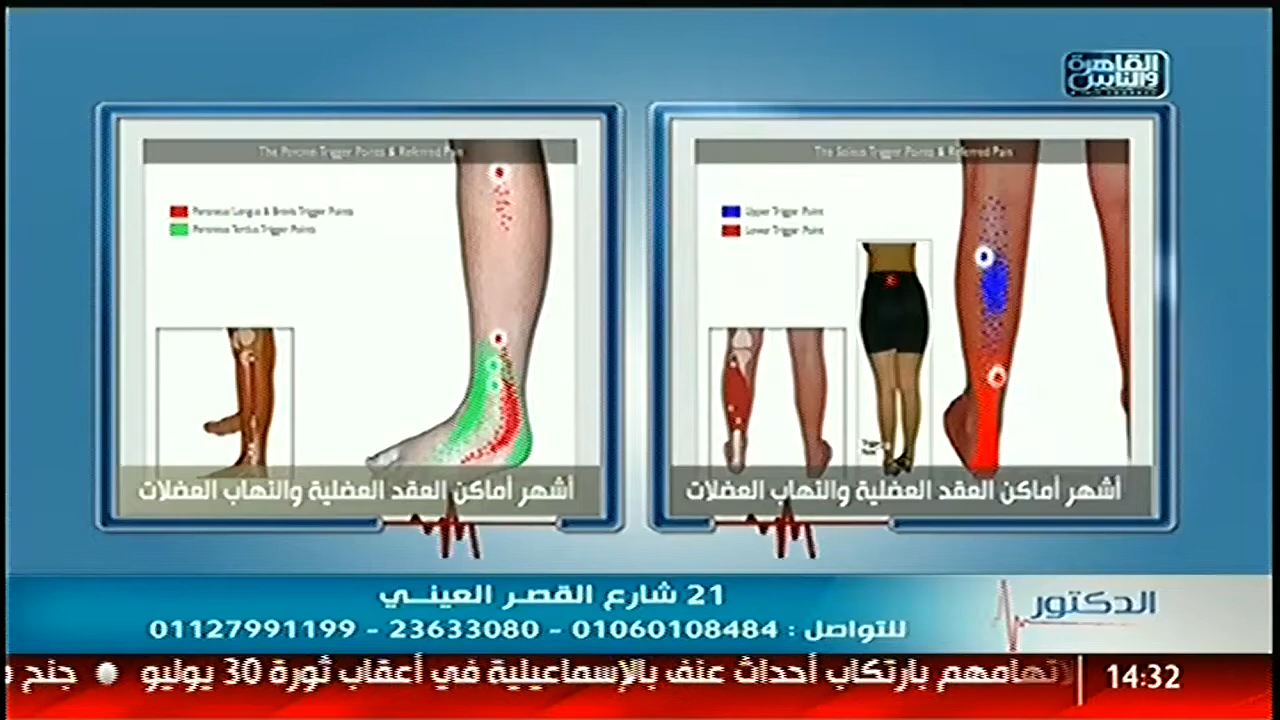 القاهرة
والناس
The Peroneii Trigger Points & Referred Pain
Peroneus Longus & Brevis Trigger Points
Peroneus Tertius Trigger Points
أشهر أماكن العقد العضلية والتهاب العضلات
The Soleus Trigger Points & Referred Pain
Upper Trigger Point
Lower Trigger Point
أشهر أماكن العقد العضلية والتهاب العضلات
الدكتور
21 شارع القصر العيني
للتواصل : 01060108484 - 23633080 - 01127991199
14:32
لاتهامهم بارتكاب أحداث عنف بالإسماعيلية في أعقاب ثورة 30 يوليو ● جنح